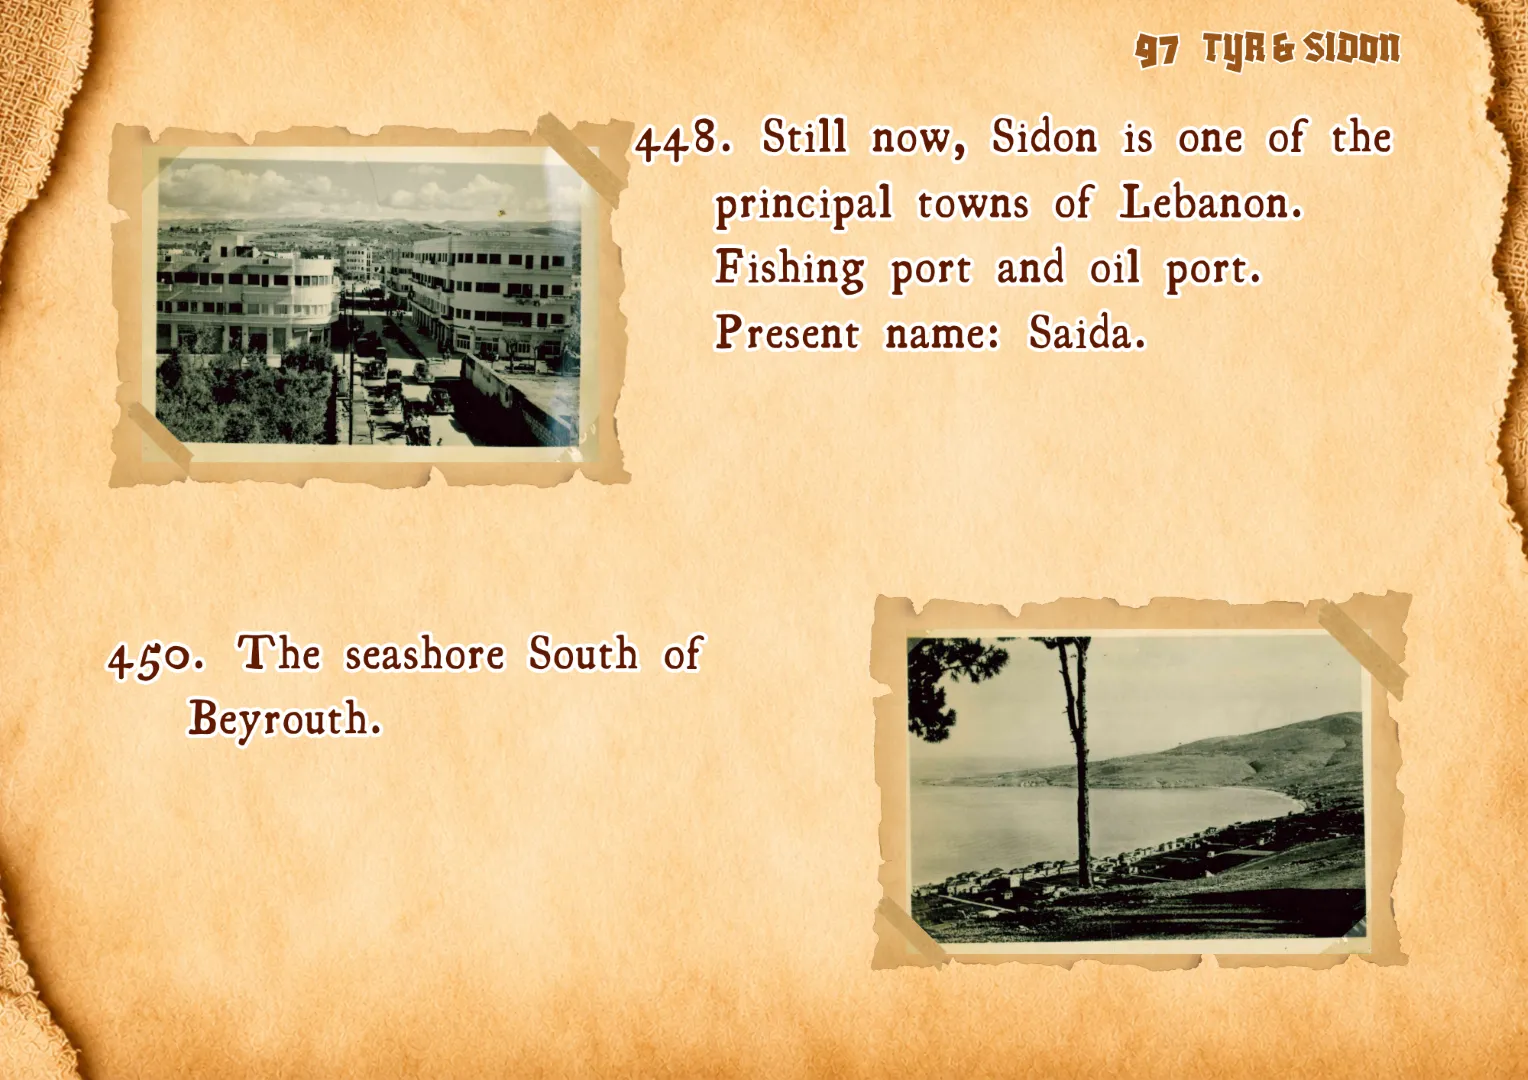 97 TYR & SIDON
448. Still now, Sidon is one of the
principal towns of Lebanon.
Fishing port and oil port.
Present name: Saida.
450. The seashore South of
Beyrouth.